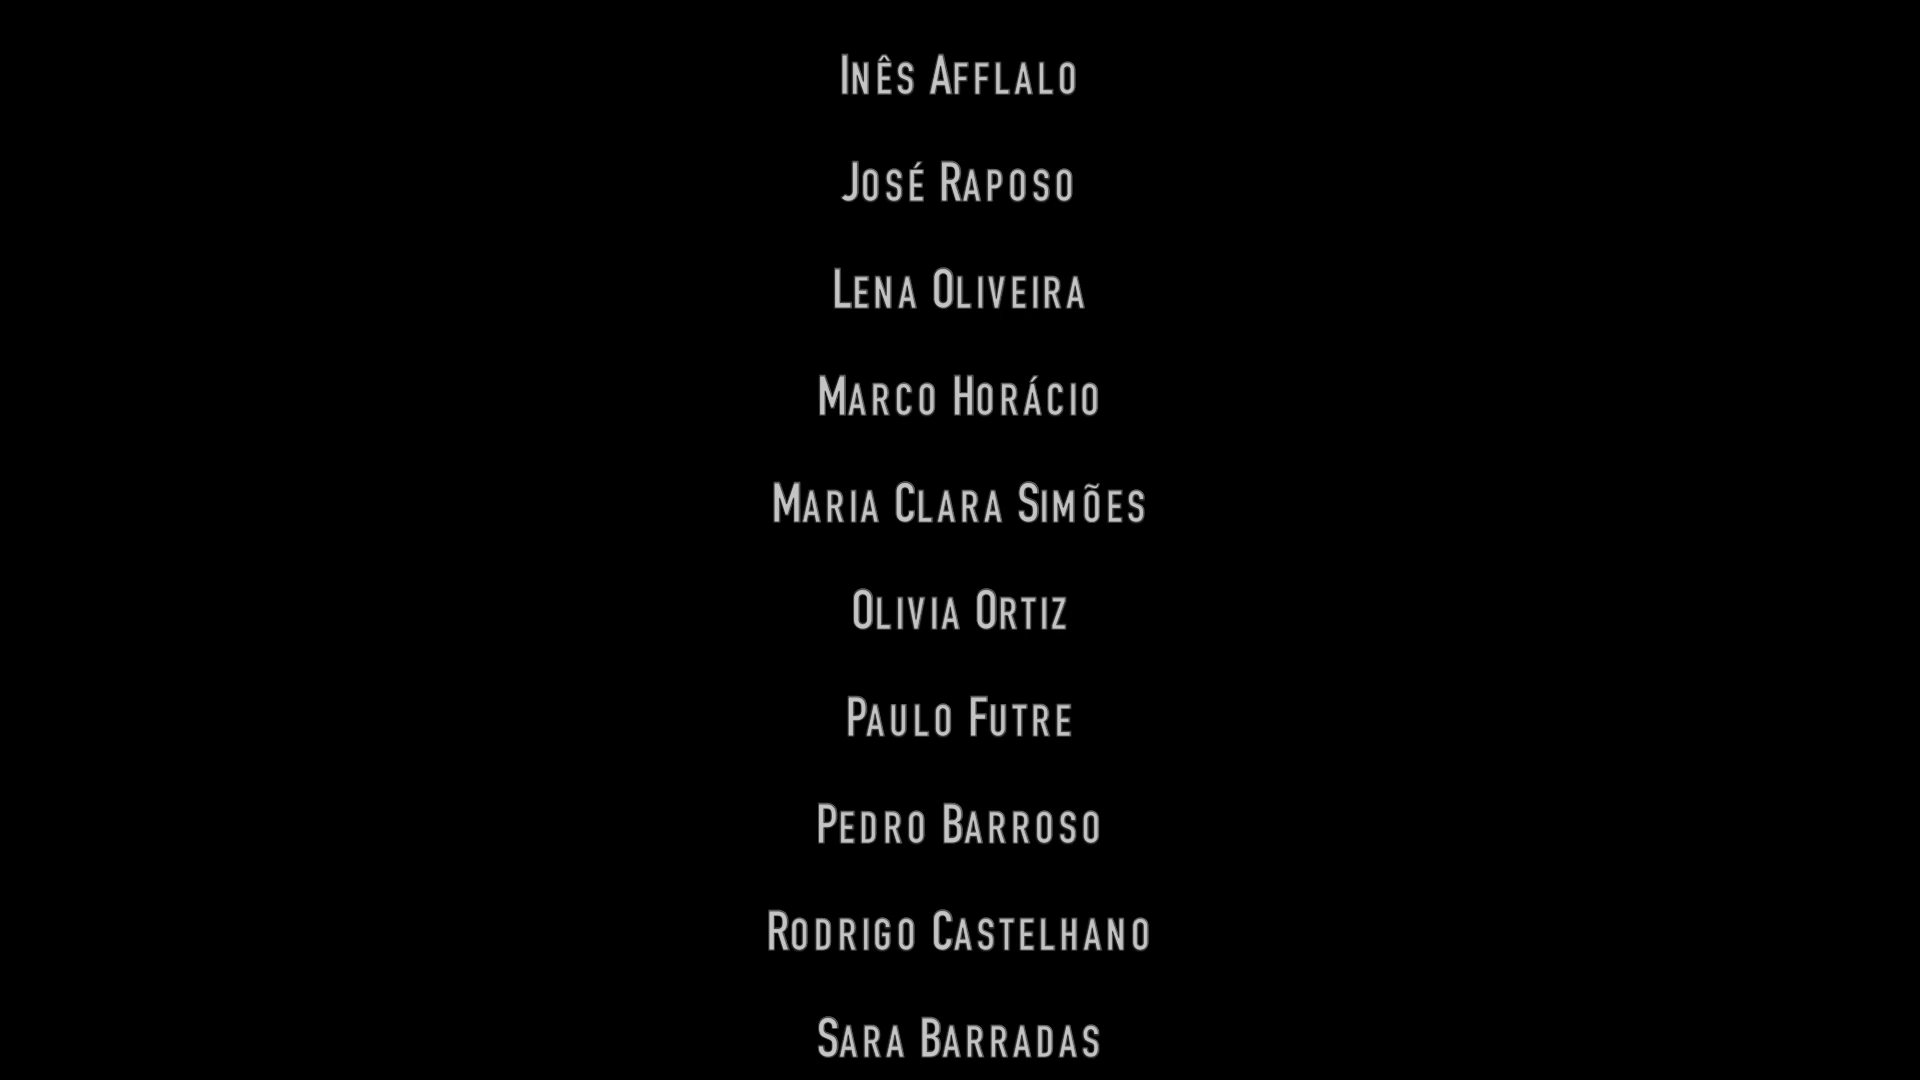 Inês Afflalo
José Raposo
Lena Oliveira
Marco Horácio
Maria Clara Simões
Olivia Ortiz
Paulo Futre
Pedro Barroso
Rodrigo Castelhano
Sara Barradas